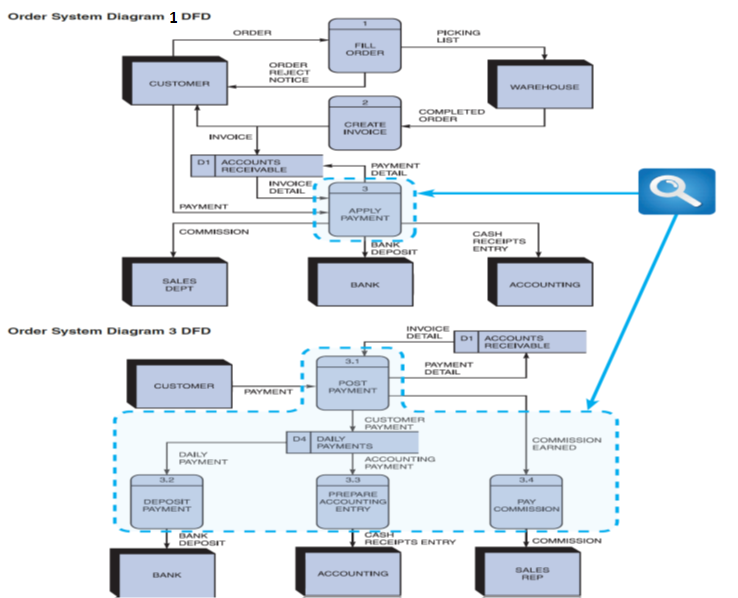 Order System Diagram 1 DFD
ORDER
1
FILL
ORDER
PICKING
LIST
CUSTOMER
ORDER
REJECT
NOTICE
WAREHOUSE
2
CREATE
INVOICE
COMPLETED
ORDER
INVOICE
D1 ACCOUNTS
RECEIVABLE
PAYMENT
DETAIL
INVOICE
DETAIL
3
APPLY
PAYMENT
PAYMENT
COMMISSION
BANK
DEPOSIT
CASH
RECEIPTS
ENTRY
SALES
DEPT
BANK
ACCOUNTING
Order System Diagram 3 DFD
INVOICE
DETAIL
D1 ACCOUNTS
RECEIVABLE
3.1
POST
PAYMENT
CUSTOMER
PAYMENT
PAYMENT
DETAIL
CUSTOMER
PAYMENT
D4 DAILY
PAYMENTS
COMMISSION
EARNED
DAILY
PAYMENT
ACCOUNTING
PAYMENT
3.2
DEPOSIT
PAYMENT
3.3
PREPARE
ACCOUNTING
ENTRY
3.4
PAY
COMMISSION
BANK
DEPOSIT
CASH
RECEIPTS ENTRY
COMMISSION
BANK
ACCOUNTING
SALES
REP